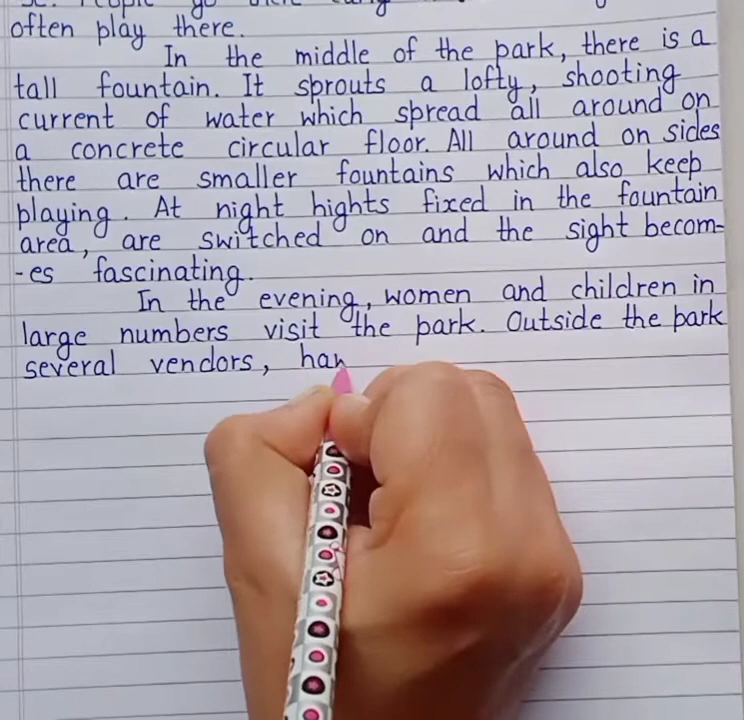 often play there.
In the middle of the park, there is a
tall fountain. It sprouts a lofty, shooting
current of water which spread all around on
a concrete circular floor. All around on sides
there are smaller fountains which also keep
playing. At night hights fixed in the fountain
area, are switched on and the sight becom-
-es fascinating.
In the evening, women and children in
large numbers visit the park. Outside the park
several vendors, han